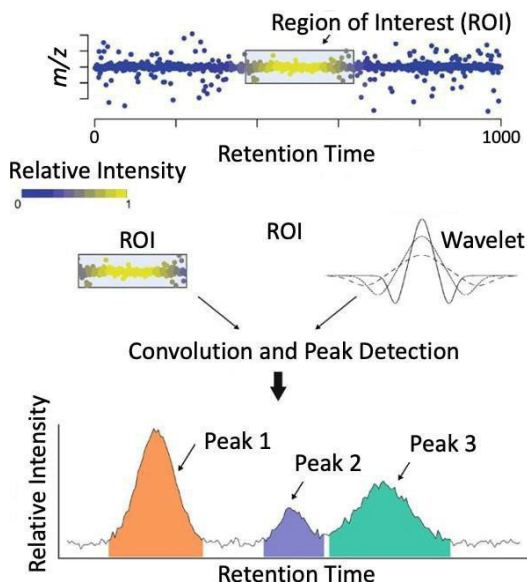 Region of Interest (ROI)
m/z
0
1000
Retention Time
Relative Intensity
0
1
ROI
ROI
Wavelet
Convolution and Peak Detection
Relative Intensity
Peak 1
Peak 2
Peak 3
Retention Time